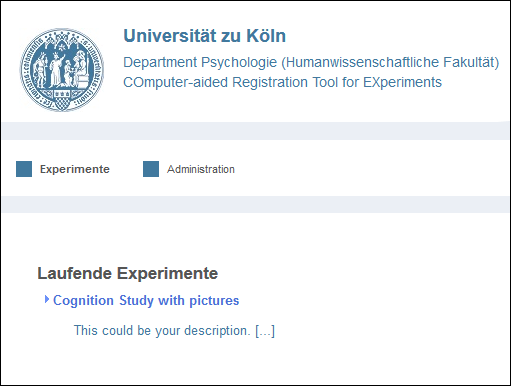 Universität zu Köln
Department Psychologie (Humanwissenschaftliche Fakultät)
COmputer-aided Registration Tool for EXperiments
Experimente
Administration
Laufende Experimente
Cognition Study with pictures
This could be your description. [...]